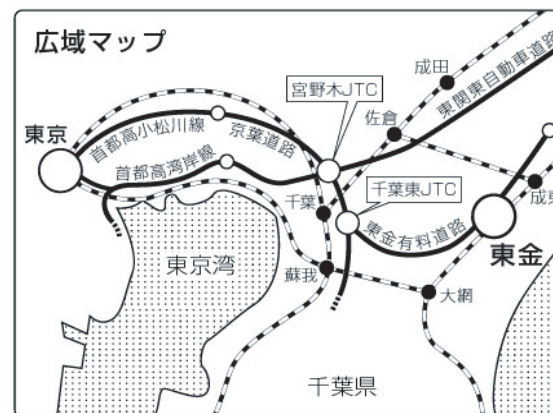 広域マップ
成田
宮野木JTC
東関東自動車道路
佐倉
東京
首都高小松川線
京葉道路
首都高湾岸線
千葉
千葉東JTC
成東
東金有料道路
東金
東京湾
蘇我
大網
千葉県